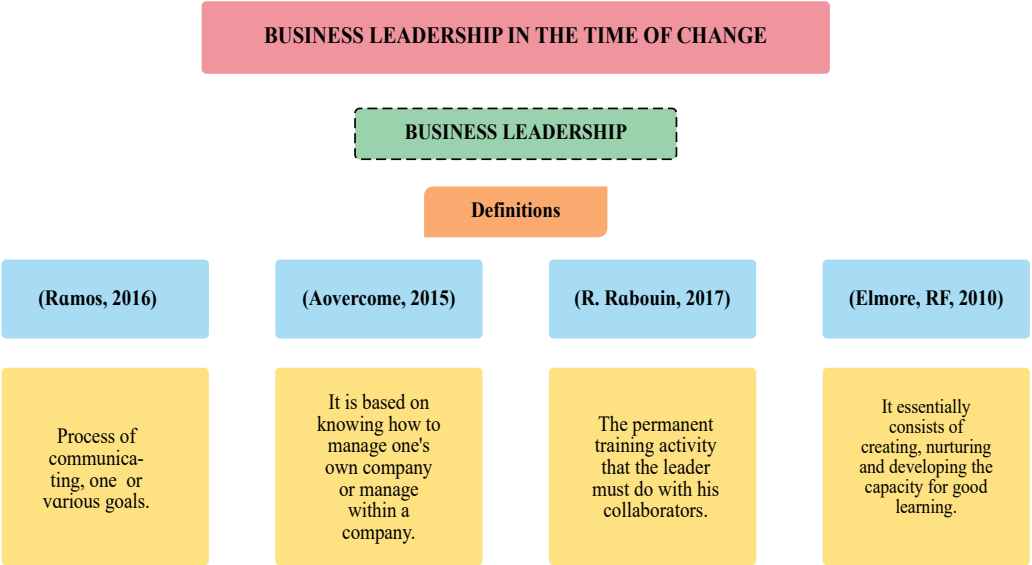 BUSINESS LEADERSHIP IN THE TIME OF CHANGE
BUSINESS LEADERSHIP
Definitions
(Ramos, 2016)
(Aovercome, 2015)
(R. Rabouin, 2017)
(Elmore, RF, 2010)
Process of
communica-
ting, one or
various goals.
It is based on
knowing how to
manage one's
own company
or manage
within a
company.
The permanent
training activity
that the leader
must do with his
collaborators.
It essentially
consists of
creating, nurturing
and developing the
capacity for good
learning.